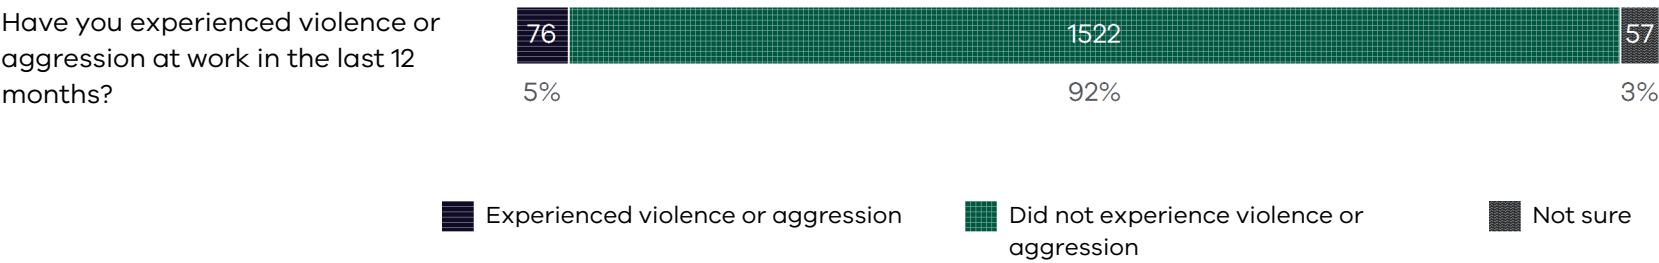 Have you experienced violence or
aggression at work in the last 12
months?
76 1522 57
5% 92% 3%
Experienced violence or aggression
Did not experience violence or
aggression
Not sure